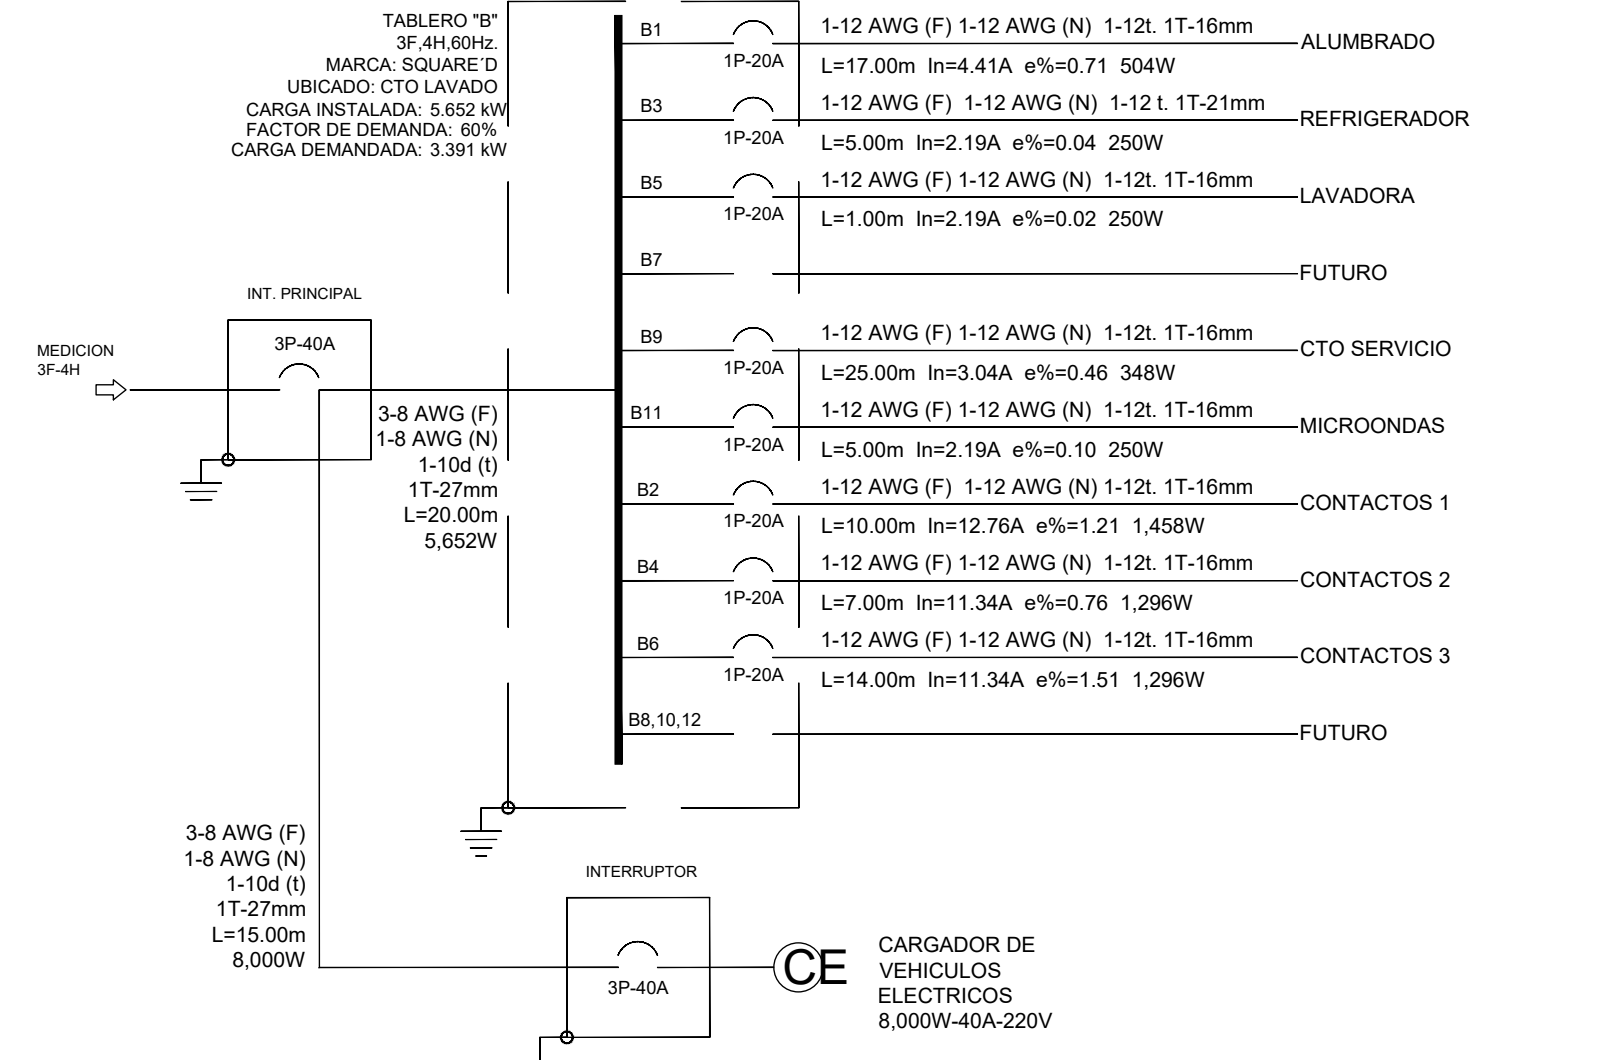 TABLERO "B"
3F,4H,60Hz.
MARCA: SQUARE´D
UBICADO: CTO LAVADO
CARGA INSTALADA: 5.652 kW
FACTOR DE DEMANDA: 60%
CARGA DEMANDADA: 3.391 kW
B1
1P-20A
1-12 AWG (F) 1-12 AWG (N) 1-12t. 1T-16mm
L=17.00m In=4.41A e%=0.71 504W
ALUMBRADO
B3
1P-20A
1-12 AWG (F) 1-12 AWG (N) 1-12 t. 1T-21mm
L=5.00m In=2.19A e%=0.04 250W
REFRIGERADOR
B5
1P-20A
1-12 AWG (F) 1-12 AWG (N) 1-12t. 1T-16mm
L=1.00m In=2.19A e%=0.02 250W
LAVADORA
B7
FUTURO
B9
1P-20A
1-12 AWG (F) 1-12 AWG (N) 1-12t. 1T-16mm
L=25.00m In=3.04A e%=0.46 348W
CTO SERVICIO
B11
1P-20A
1-12 AWG (F) 1-12 AWG (N) 1-12t. 1T-16mm
L=5.00m In=2.19A e%=0.10 250W
MICROONDAS
B2
1P-20A
1-12 AWG (F) 1-12 AWG (N) 1-12t. 1T-16mm
L=10.00m In=12.76A e%=1.21 1,458W
CONTACTOS 1
B4
1P-20A
1-12 AWG (F) 1-12 AWG (N) 1-12t. 1T-16mm
L=7.00m In=11.34A e%=0.76 1,296W
CONTACTOS 2
B6
1P-20A
1-12 AWG (F) 1-12 AWG (N) 1-12t. 1T-16mm
L=14.00m In=11.34A e%=1.51 1,296W
CONTACTOS 3
B8,10,12
FUTURO
INT. PRINCIPAL
3P-40A
MEDICION
3F-4H
3-8 AWG (F)
1-8 AWG (N)
1-10d (t)
1T-27mm
L=20.00m
5,652W
3-8 AWG (F)
1-8 AWG (N)
1-10d (t)
1T-27mm
L=15.00m
8,000W
INTERRUPTOR
3P-40A
CE
CARGADOR DE
VEHICULOS
ELECTRICOS
8,000W-40A-220V